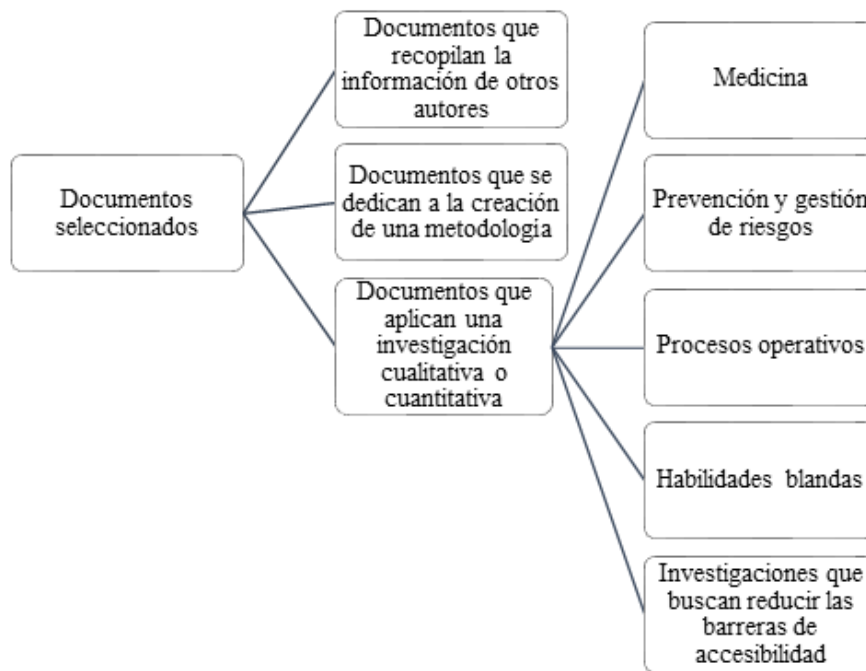 Documentos
seleccionados
Documentos que
recopilan la
información de otros
autores
Documentos que se
dedican a la creación
de una metodología
Documentos que
aplican una
investigación
cualitativa o
cuantitativa
Medicina
Prevención y gestión
de riesgos
Procesos operativos
Habilidades blandas
Investigaciones que
buscan reducir las
barreras de
accesibilidad